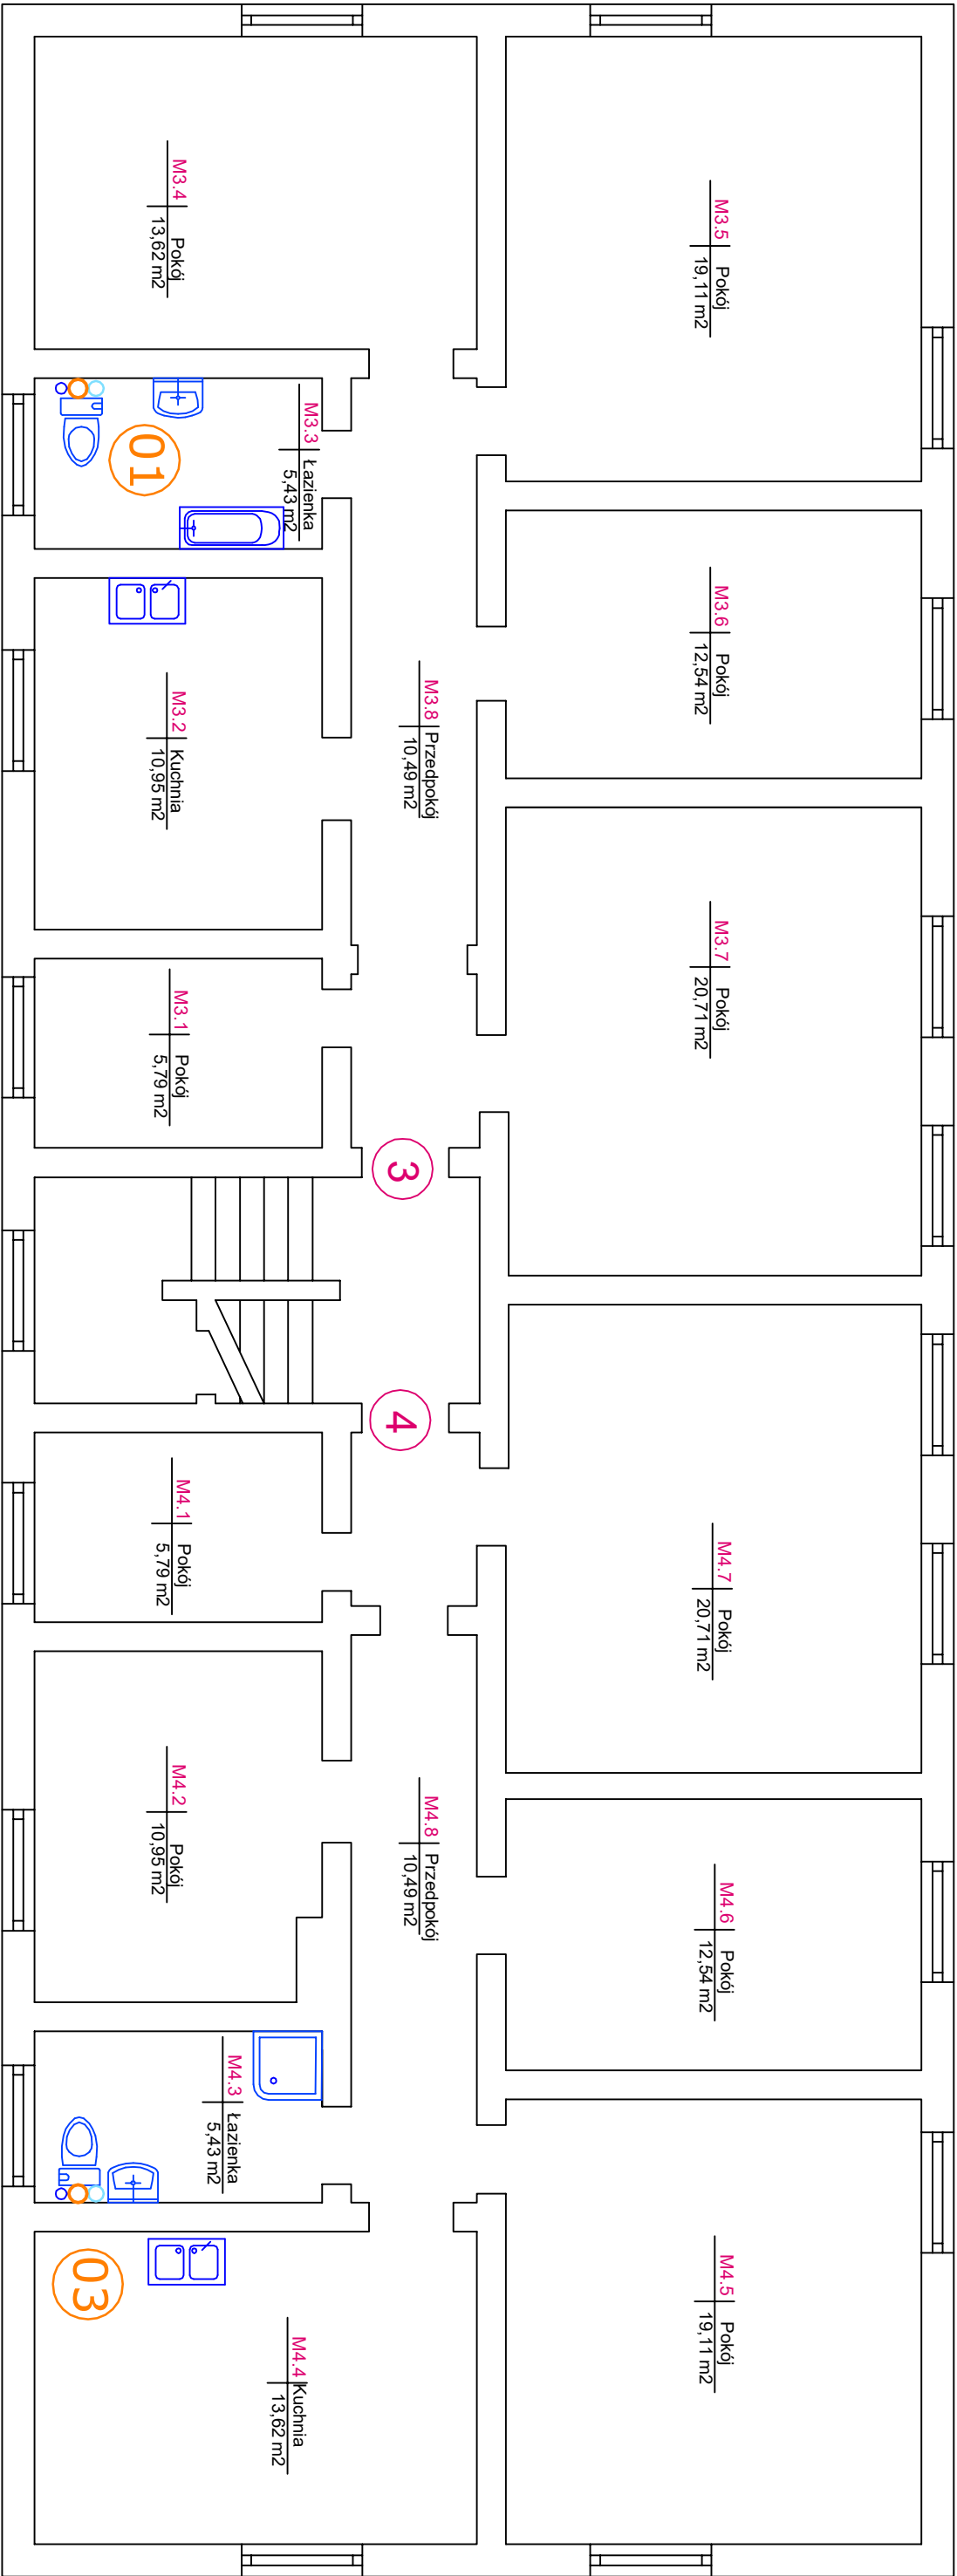 M3.5
Pokój
19,11 m2
M3.6
Pokój
12,54 m2
M3.7
Pokój
20,71 m2
M4.7
Pokój
20,71 m2
M4.6
Pokój
12,54 m2
M4.5
Pokój
19,11 m2
M3.8
Przedpokój
10,49 m2
3
4
M4.8
Przedpokój
10,49 m2
M3.4
Pokój
13,62 m2
M3.3
Łazienka
5,43 m2
01
M3.2
Kuchnia
10,95 m2
M3.1
Pokój
5,79 m2
M4.1
Pokój
5,79 m2
M4.2
Pokój
10,95 m2
M4.3
Łazienka
5,43 m2
M4.4
Kuchnia
13,62 m2
03